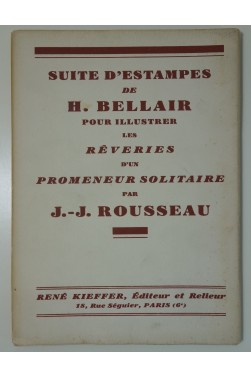 SUITE D'ESTAMPES
DE
H. BELLAIR
POUR ILLUSTRER
LES
RÊVERIES
D'UN
PROMENEUR SOLITAIRE
PAR
J.-J. ROUSSEAU
RENÉ KIEFFER, Éditeur et Relieur
18, Rue Séguier, PARIS (6e)